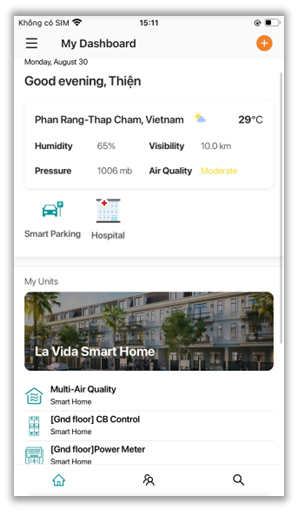 Không có SIM 15:11
My Dashboard
Monday, August 30
Good evening, Thiện
Phan Rang-Thap Cham, Vietnam 29°C
Humidity 65% Visibility 10.0 km
Pressure 1006 mb Air Quality Moderate
Smart Parking Hospital
My Units
La Vida Smart Home
Multi-Air Quality
Smart Home
[Gnd floor] CB Control
Smart Home
[Gnd floor]Power Meter
Smart Home